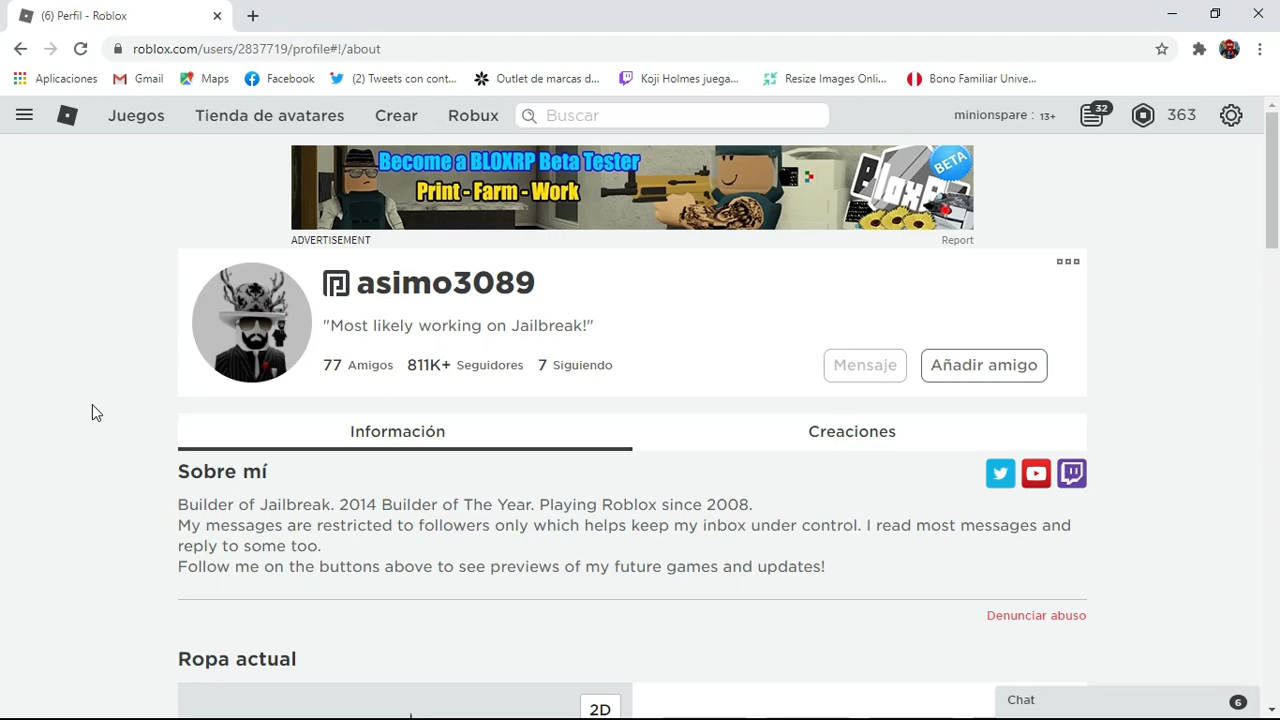 (6) Perfil - Roblox
roblox.com/users/2837719/profile#!/about
Aplicaciones Gmail Maps Facebook (2) Tweets con cont... Outlet de marcas d... Koji Holmes juega... Resize Images Onli... Bono Familiar Unive...
Juegos Tienda de avatares Crear Robux Buscar minionspare : 13+ 32 363
Become a BLOXRP Beta Tester
Print - Farm - Work
BETA
ADVERTISEMENT Report
asimo3089
"Most likely working on Jailbreak!"
77 Amigos 811K+ Seguidores 7 Siguiendo Mensaje Añadir amigo
Información Creaciones
Sobre mí
Builder of Jailbreak. 2014 Builder of The Year. Playing Roblox since 2008.
My messages are restricted to followers only which helps keep my inbox under control. I read most messages and
reply to some too.
Follow me on the buttons above to see previews of my future games and updates!
Denunciar abuso
Ropa actual
2D
Chat 6